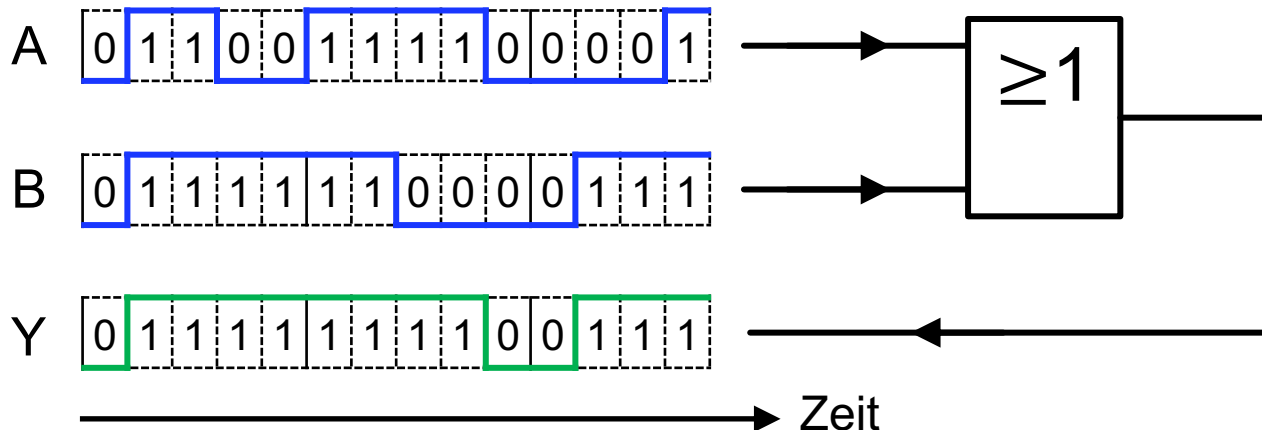 A 0 1 1 0 0 1 1 1 1 0 0 0 0 1
≥1
B 0 1 1 1 1 1 1 0 0 0 0 1 1 1
Y 0 1 1 1 1 1 1 1 1 0 0 1 1 1
Zeit